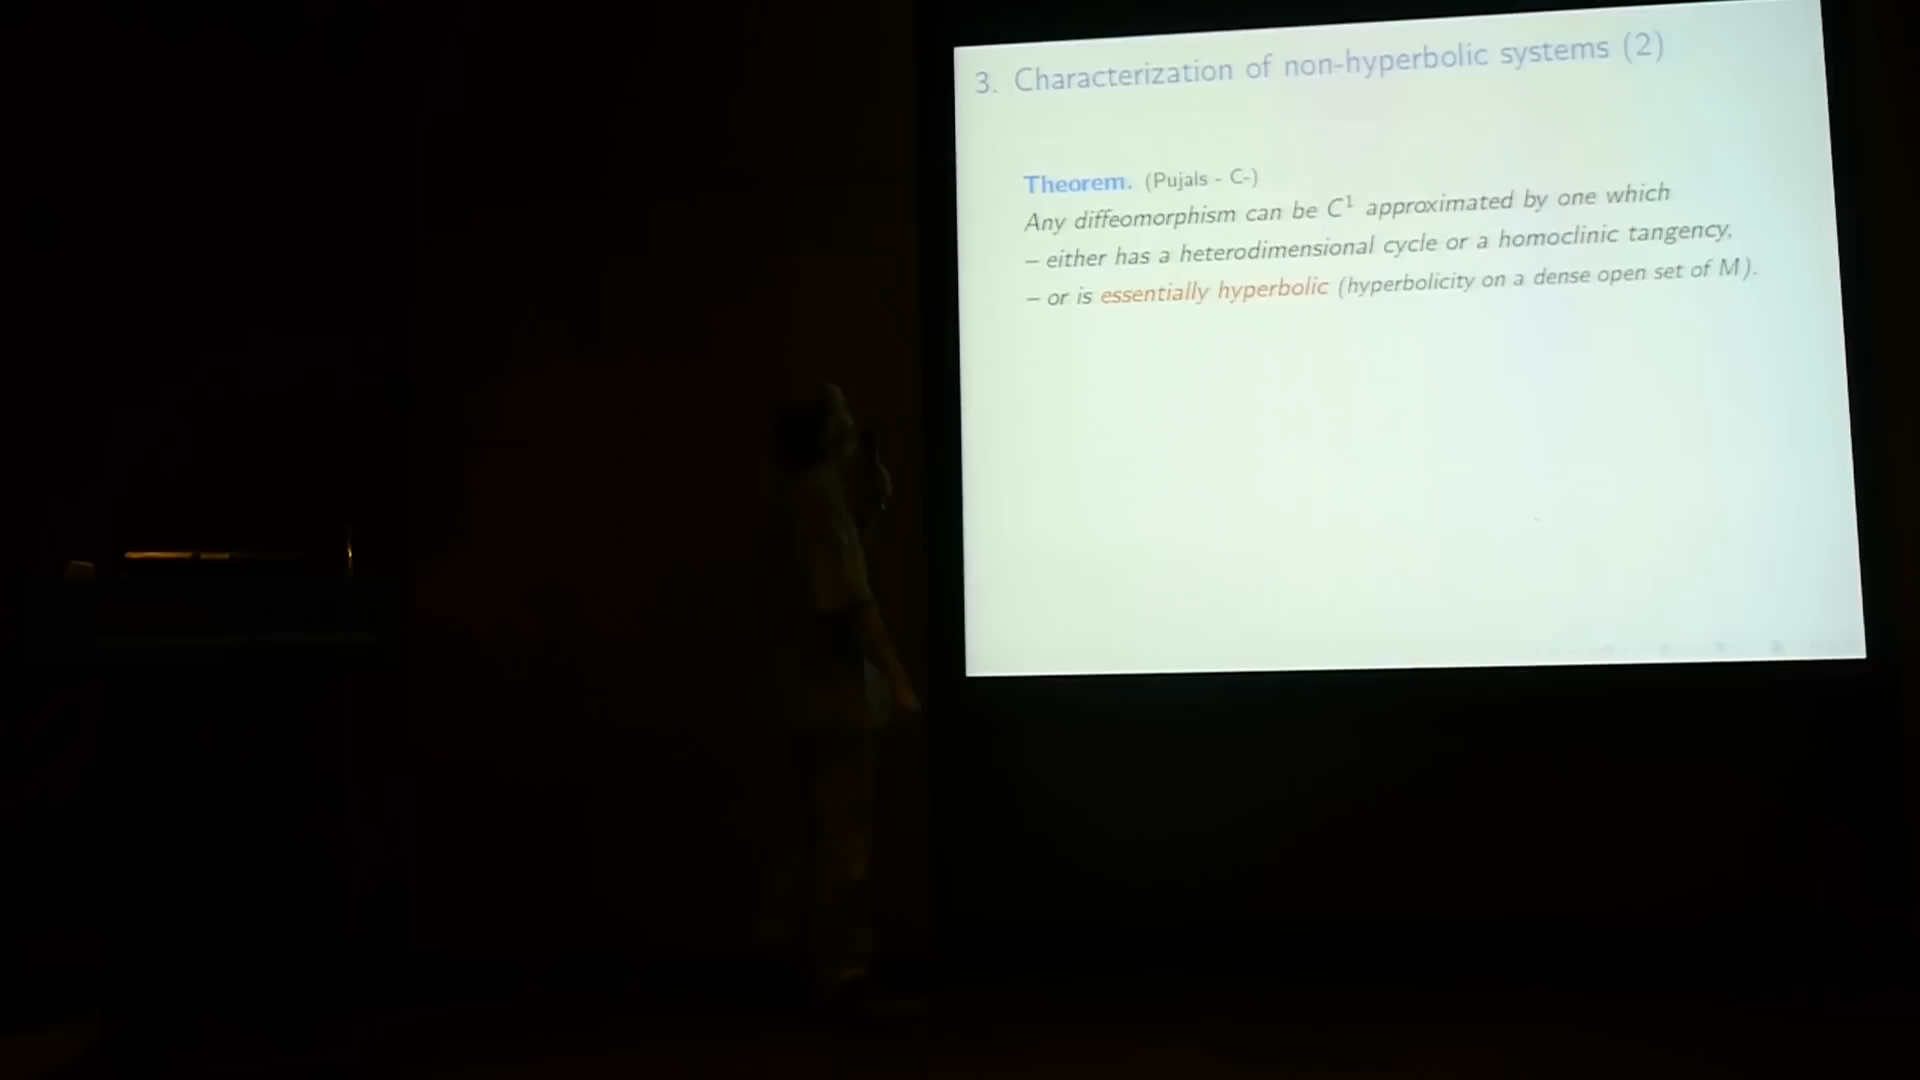 3. Characterization of non-hyperbolic systems (2)
Theorem. (Pujals - C-)
Any diffeomorphism can be C¹ approximated by one which
– either has a heterodimensional cycle or a homoclinic tangency,
– or is essentially hyperbolic (hyperbolicity on a dense open set of M).